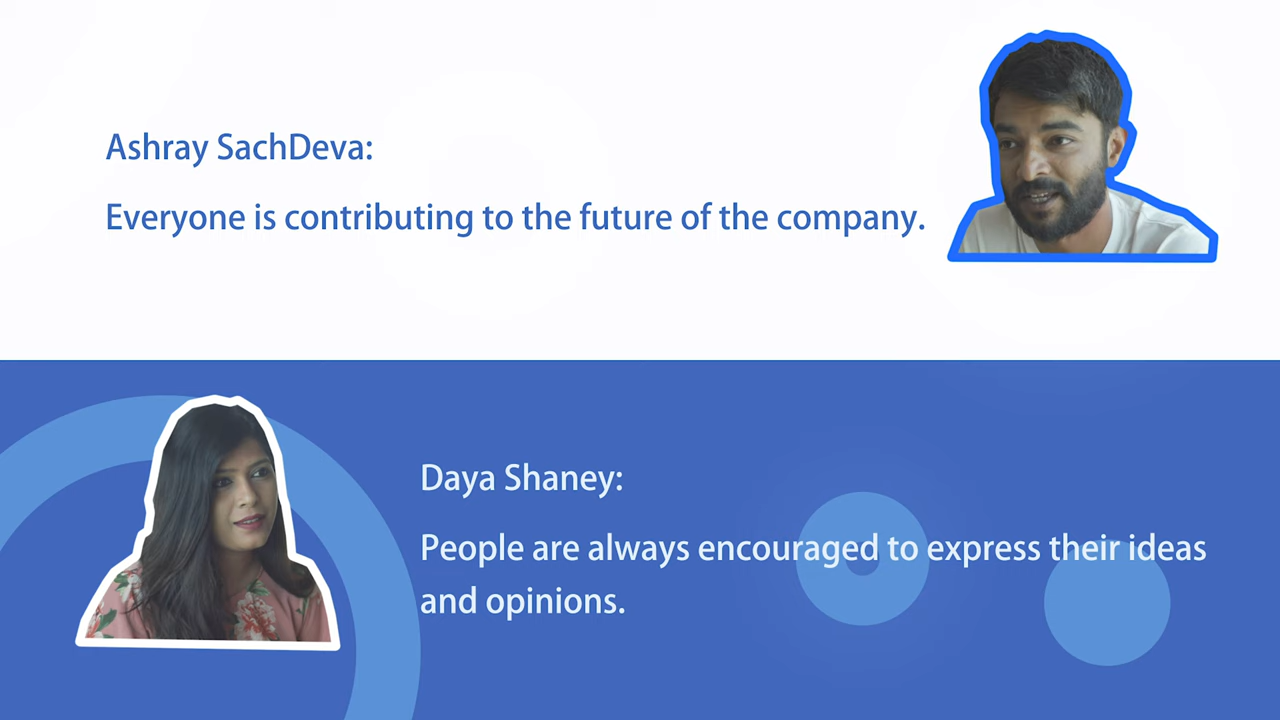 Ashray SachDeva:
Everyone is contributing to the future of the company.
Daya Shaney:
People are always encouraged to express their ideas
and opinions.